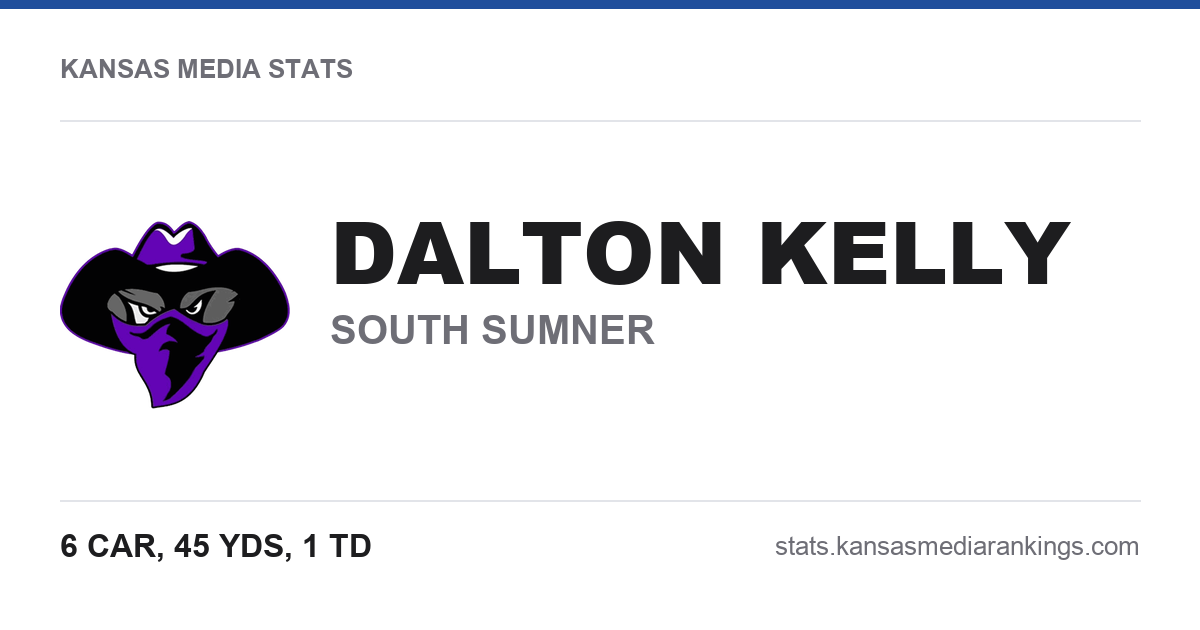 KANSAS MEDIA STATS
DALTON KELLY
SOUTH SUMNER
6 CAR, 45 YDS, 1 TD
stats.kansasmediarankings.com